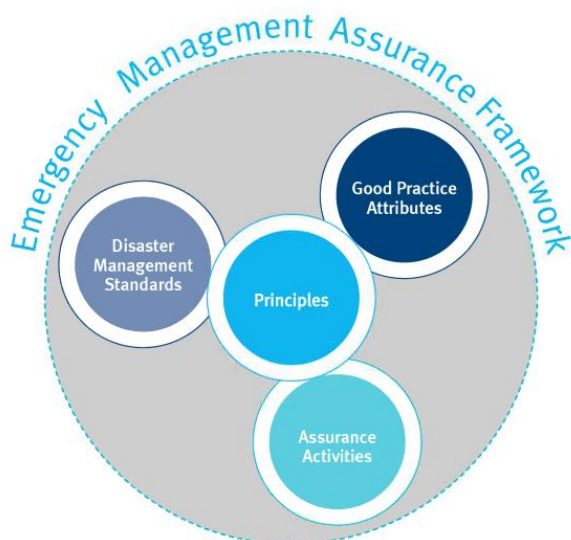 Emergency Management Assurance Framework
Good Practice
Attributes
Disaster
Management
Standards
Principles
Assurance
Activities